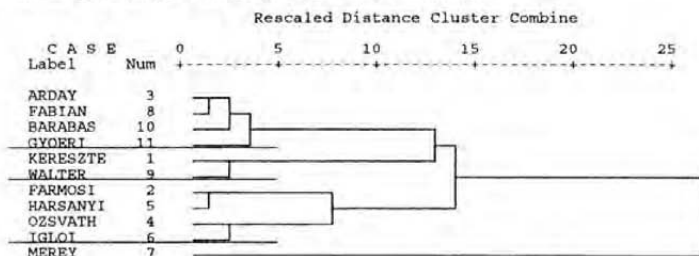 Rescaled Distance Cluster Combine
C A S E 0 5 10 15 20 25
Label Num
ARDAY 3
FABIAN 8
BARABAS 10
GYOERI 11
KERESZTE 1
WALTER 9
FARMOSI 2
HARSANYI 5
OZSVATH 4
IGLOI 6
MEREY 7